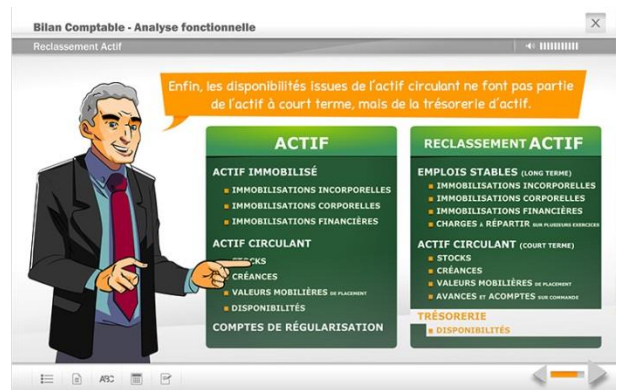 Bilan Comptable - Analyse fonctionnelle
Reclassement Actif
Enfin, les disponibilités issues de l'actif circulant ne font pas partie
de l'actif à court terme, mais de la trésorerie d'actif.
ACTIF
ACTIF IMMOBILISÉ
IMMOBILISATIONS INCORPORELLES
IMMOBILISATIONS CORPORELLES
IMMOBILISATIONS FINANCIÈRES
ACTIF CIRCULANT
STOCKS
CRÉANCES
VALEURS MOBILIÈRES DE PLACEMENT
DISPONIBILITÉS
COMPTES DE RÉGULARISATION
RECLASSEMENT ACTIF
EMPLOIS STABLES (LONG TERME)
IMMOBILISATIONS INCORPORELLES
IMMOBILISATIONS CORPORELLES
IMMOBILISATIONS FINANCIÈRES
CHARGES À RÉPARTIR SUR PLUSIEURS EXERCICES
ACTIF CIRCULANT (COURT TERME)
STOCKS
CRÉANCES
VALEURS MOBILIÈRES DE PLACEMENT
AVANCES ET ACOMPTES SUR COMMANDE
TRÉSORERIE
DISPONIBILITÉS
ABC